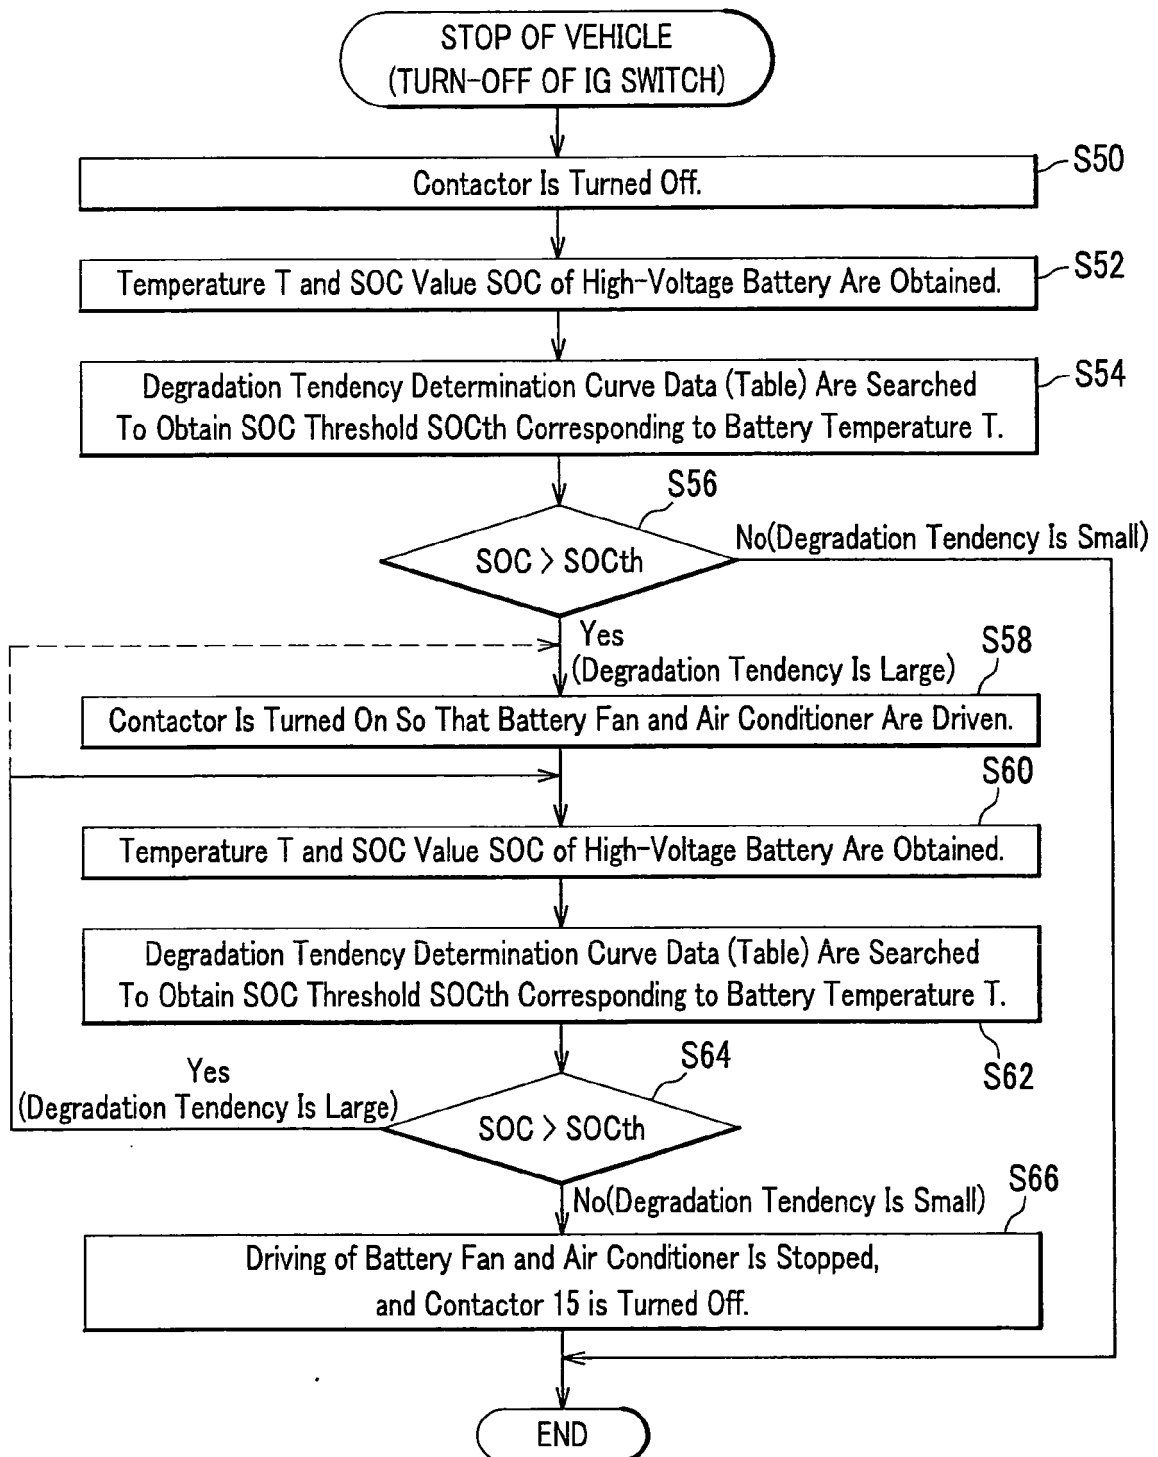 STOP OF VEHICLE
(TURN-OFF OF IG SWITCH)
S50
Contactor Is Turned Off.
S52
Temperature T and SOC Value SOC of High-Voltage Battery Are Obtained.
S54
Degradation Tendency Determination Curve Data (Table) Are Searched
To Obtain SOC Threshold SOCth Corresponding to Battery Temperature T.
S56
SOC > SOCth
No(Degradation Tendency Is Small)
Yes
(Degradation Tendency Is Large)
S58
Contactor Is Turned On So That Battery Fan and Air Conditioner Are Driven.
S60
Temperature T and SOC Value SOC of High-Voltage Battery Are Obtained.
Degradation Tendency Determination Curve Data (Table) Are Searched
To Obtain SOC Threshold SOCth Corresponding to Battery Temperature T.
S62
S64
Yes
(Degradation Tendency Is Large)
SOC > SOCth
No(Degradation Tendency Is Small)
S66
Driving of Battery Fan and Air Conditioner Is Stopped,
and Contactor 15 is Turned Off.
END